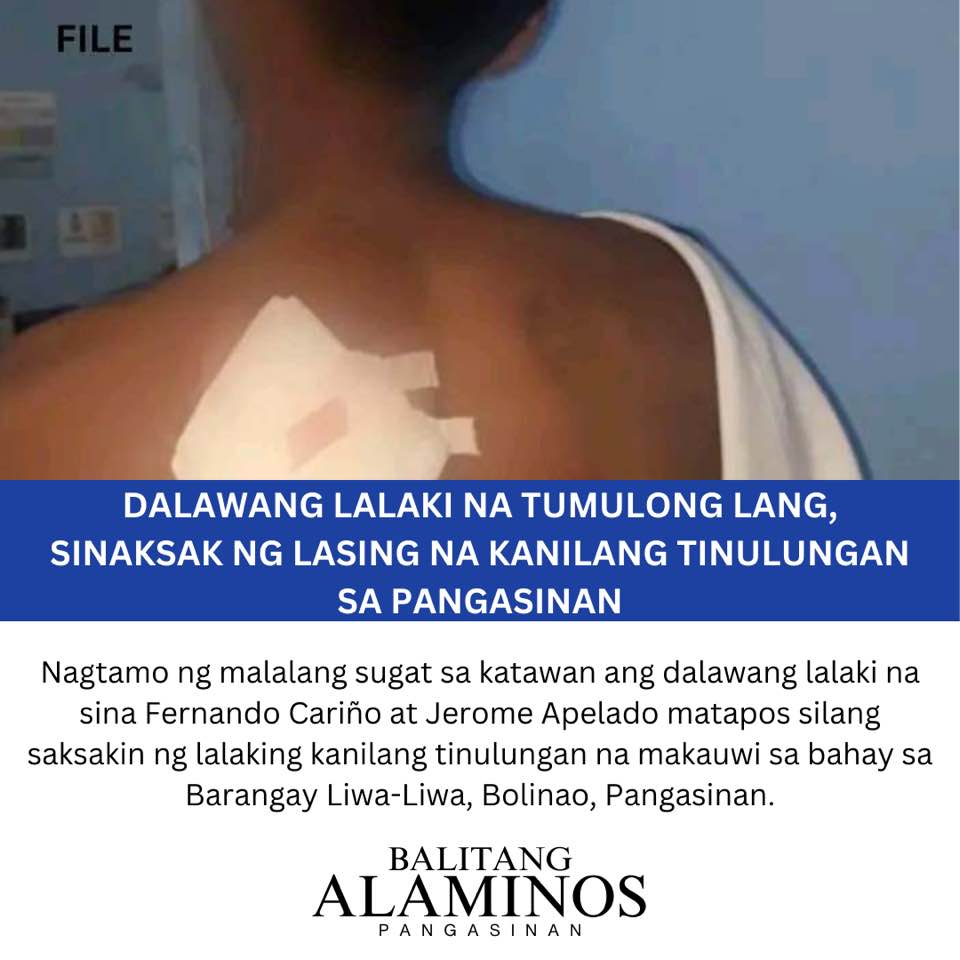 FILE
DALAWANG LALAKI NA TUMULONG LANG,
SINAKSAK NG LASING NA KANILANG TINULUNGAN
SA PANGASINAN
Nagtamo ng malalang sugat sa katawan ang dalawang lalaki na
sina Fernando Cariño at Jerome Apelado matapos silang
saksakin ng lalaking kanilang tinulungan na makauwi sa bahay sa
Barangay Liwa-Liwa, Bolinao, Pangasinan.
BALITANG
ALAMINOS
PANGASINAN